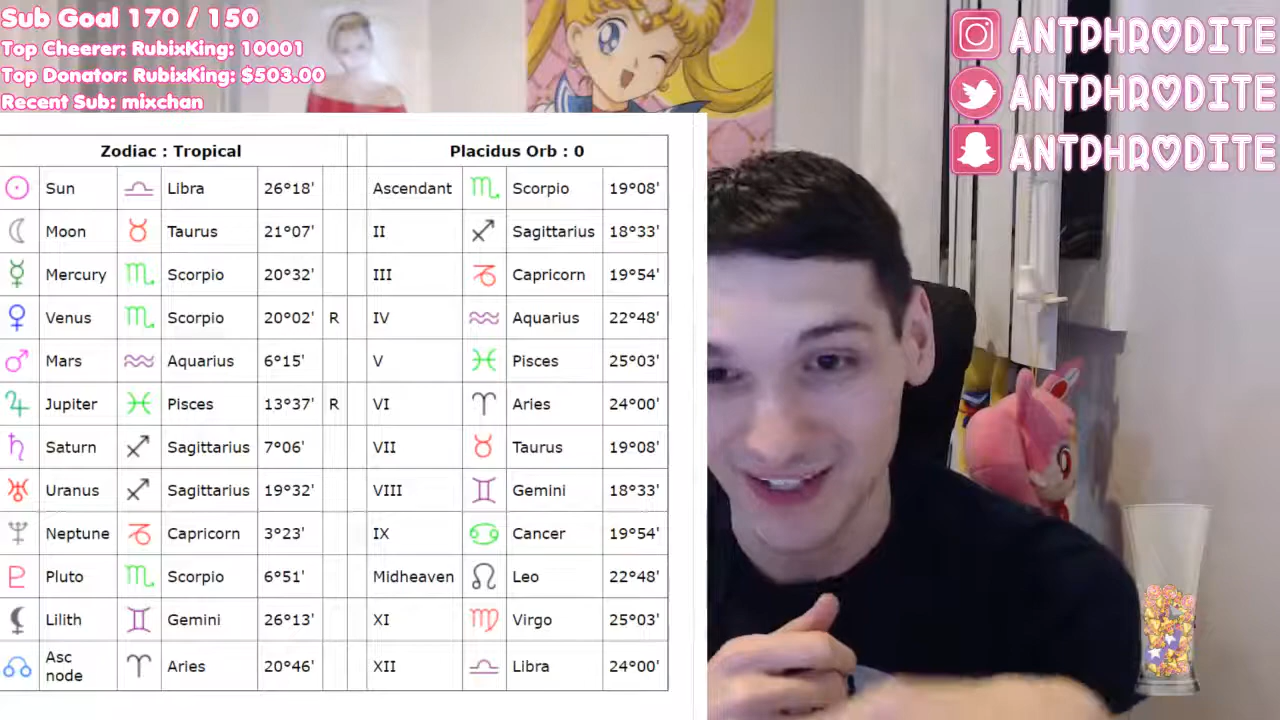 Sub Goal 170 / 150
Top Cheerer: RubixKing: 10001
Top Donator: RubixKing: $503.00
Recent Sub: mixchan
ANTPHR♡DITE
ANTPHR♡DITE
ANTPHR♡DITE
Zodiac : Tropical Placidus Orb : 0
Sun Libra 26°18' Ascendant Scorpio 19°08'
Moon Taurus 21°07' II Sagittarius 18°33'
Mercury Scorpio 20°32' III Capricorn 19°54'
Venus Scorpio 20°02' R IV Aquarius 22°48'
Mars Aquarius 6°15' V Pisces 25°03'
Jupiter Pisces 13°37' R VI Aries 24°00'
Saturn Sagittarius 7°06' VII Taurus 19°08'
Uranus Sagittarius 19°32' VIII Gemini 18°33'
Neptune Capricorn 3°23' IX Cancer 19°54'
Pluto Scorpio 6°51' Midheaven Leo 22°48'
Lilith Gemini 26°13' XI Virgo 25°03'
Asc node Aries 20°46' XII Libra 24°00'